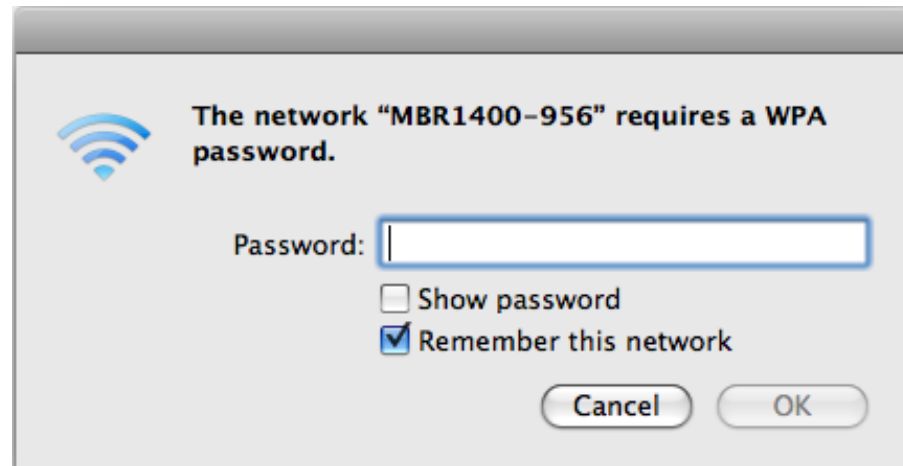 The network “MBR1400-956” requires a WPA
password.
Password:
Show password
Remember this network
Cancel OK